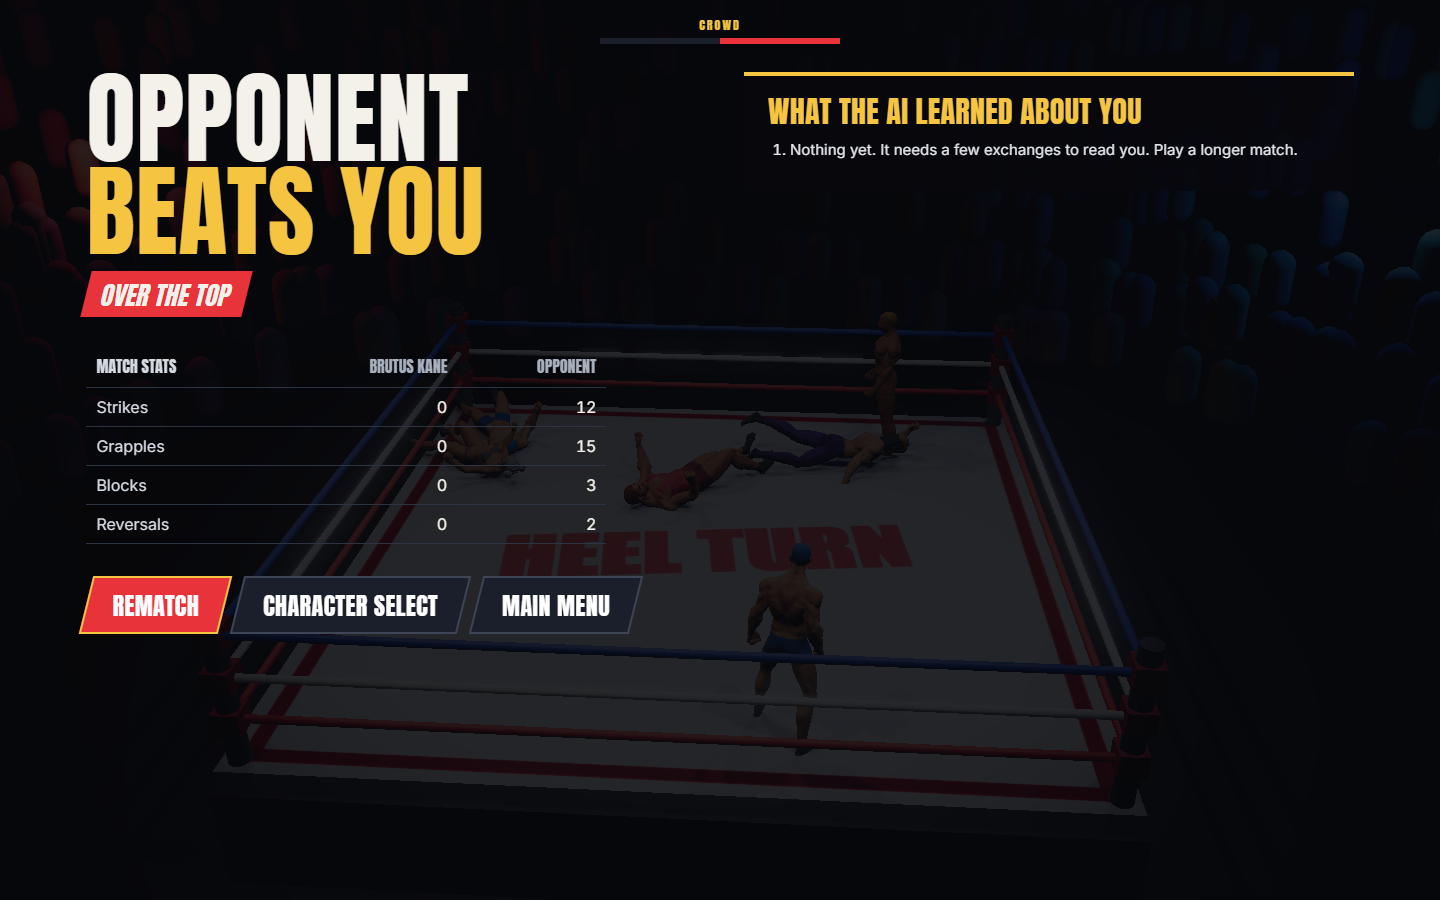 CROWD
OPPONENT
BEATS YOU
OVER THE TOP
WHAT THE AI LEARNED ABOUT YOU
1. Nothing yet. It needs a few exchanges to read you. Play a longer match.
MATCH STATS BRUTUS KANE OPPONENT
Strikes 0 12
Grapples 0 15
Blocks 0 3
Reversals 0 2
HEEL TURN
REMATCH CHARACTER SELECT MAIN MENU